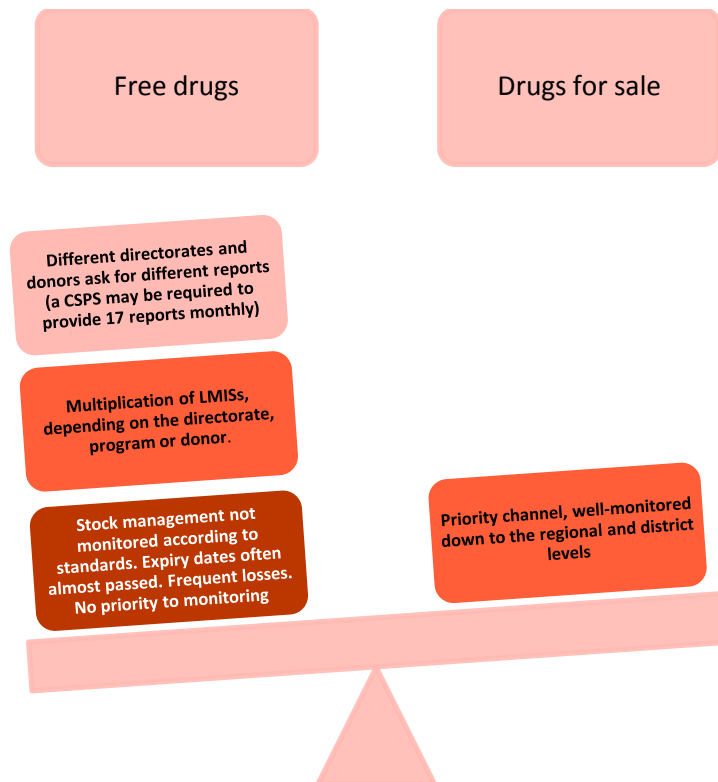 Free drugs
Drugs for sale
Different directorates and
donors ask for different reports
(a CSPS may be required to
provide 17 reports monthly)
Multiplication of LMISs,
depending on the directorate,
program or donor.
Stock management not
monitored according to
standards. Expiry dates often
almost passed. Frequent losses.
No priority to monitoring
Priority channel, well-monitored
down to the regional and district
levels